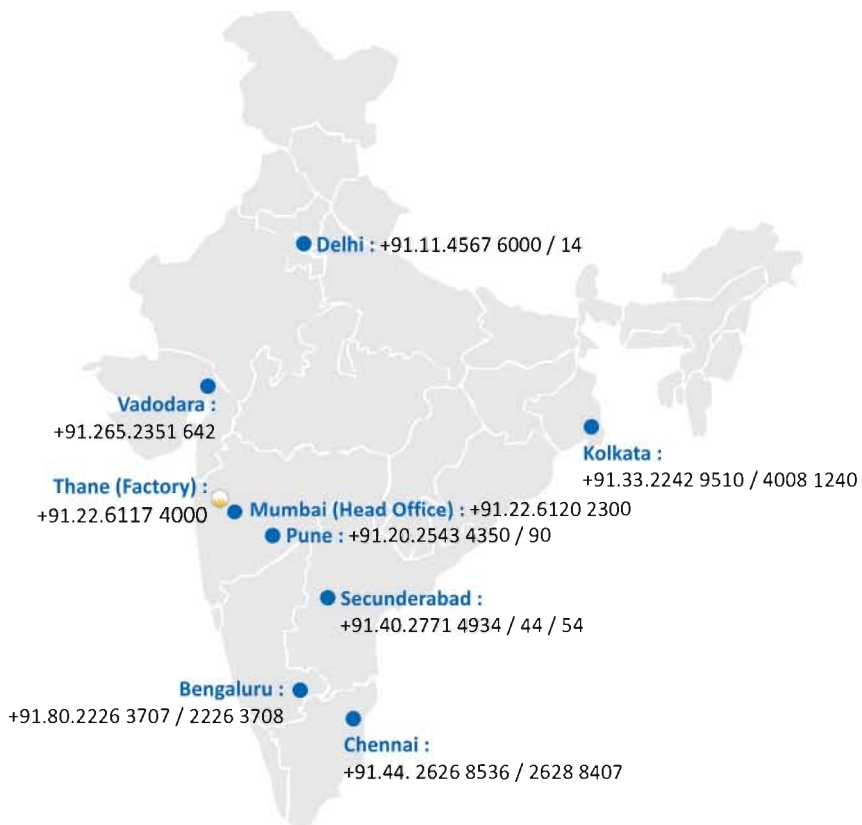 Delhi : +91.11.4567 6000 / 14
Vadodara :
+91.265.2351 642
Kolkata :
+91.33.2242 9510 / 4008 1240
Thane (Factory) :
+91.22.6117 4000
Mumbai (Head Office) : +91.22.6120 2300
Pune : +91.20.2543 4350 / 90
Secunderabad :
+91.40.2771 4934 / 44 / 54
Bengaluru :
+91.80.2226 3707 / 2226 3708
Chennai :
+91.44. 2626 8536 / 2628 8407